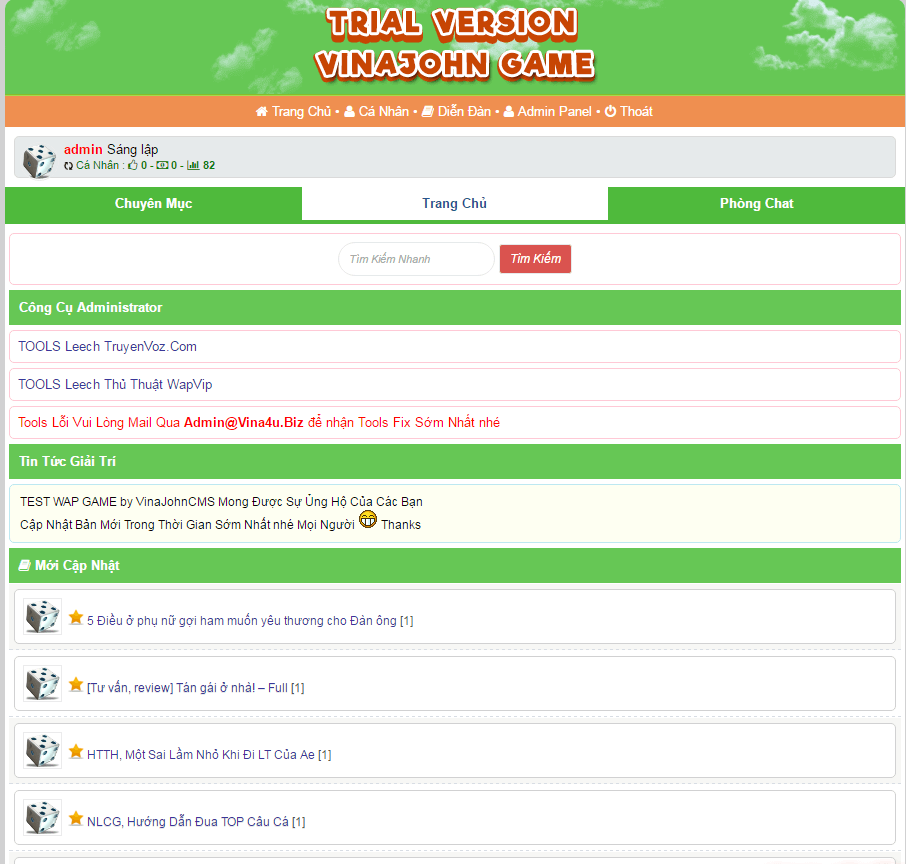 TRIAL VERSION
VINAJOHN GAME
Trang Chủ • Cá Nhân • Diễn Đàn • Admin Panel • Thoát
admin Sáng lập
Cá Nhân : 0 - 0 - 82
Chuyên Mục Trang Chủ Phòng Chat
Tìm Kiếm Nhanh Tìm Kiếm
Công Cụ Administrator
TOOLS Leech TruyenVoz.Com
TOOLS Leech Thủ Thuật WapVip
Tools Lỗi Vui Lòng Mail Qua Admin@Vina4u.Biz để nhận Tools Fix Sớm Nhất nhé
Tin Tức Giải Trí
TEST WAP GAME by VinaJohnCMS Mong Được Sự Ủng Hộ Của Các Bạn
Cập Nhật Bản Mới Trong Thời Gian Sớm Nhất nhé Mọi Người Thanks
Mới Cập Nhật
5 Điều ở phụ nữ gợi ham muốn yêu thương cho Đàn ông [1]
[Tư vấn, review] Tán gái ở nhà! – Full [1]
HTTH, Một Sai Lầm Nhỏ Khi Đi LT Của Ae [1]
NLCG, Hướng Dẫn Đua TOP Câu Cá [1]